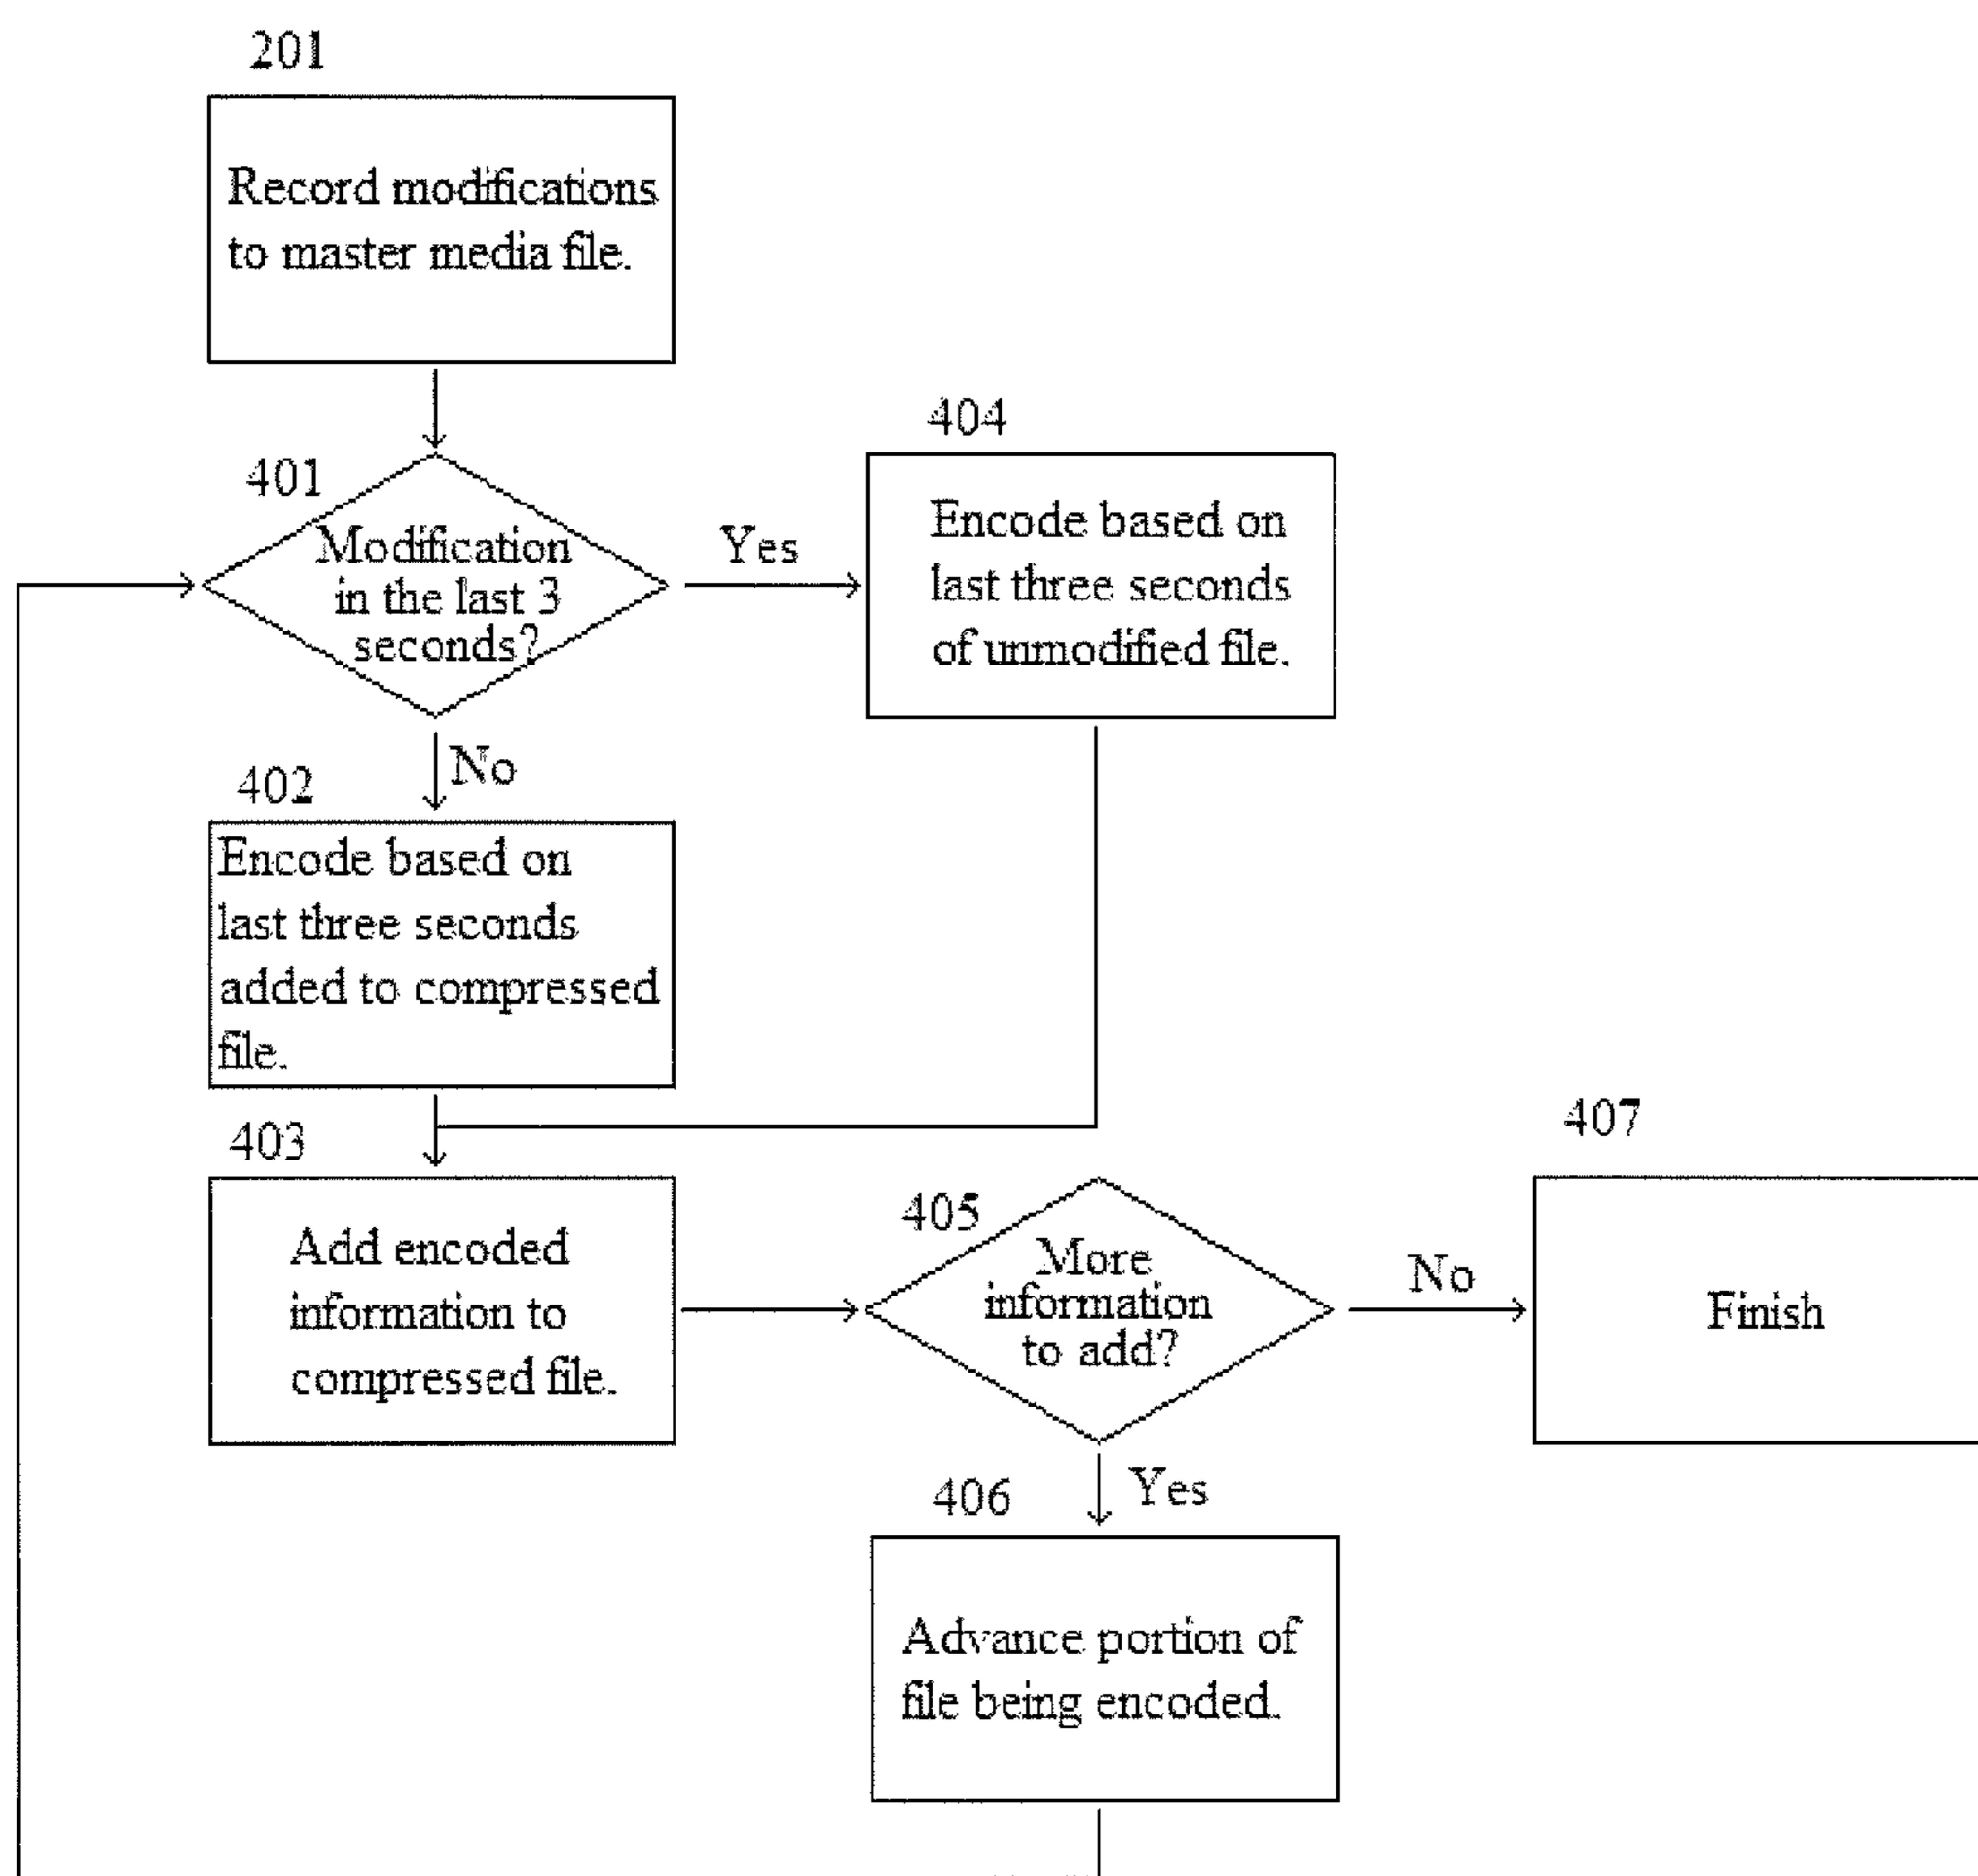 201
Record modifications
to master media file.
401
Modification
in the last 3
seconds?
Yes
404
Encode based on
last three seconds
of unmodified file.
No
402
Encode based on
last three seconds
added to compressed
file.
403
Add encoded
information to
compressed file.
405
More
information
to add?
No
407
Finish
Yes
406
Advance portion of
file being encoded.